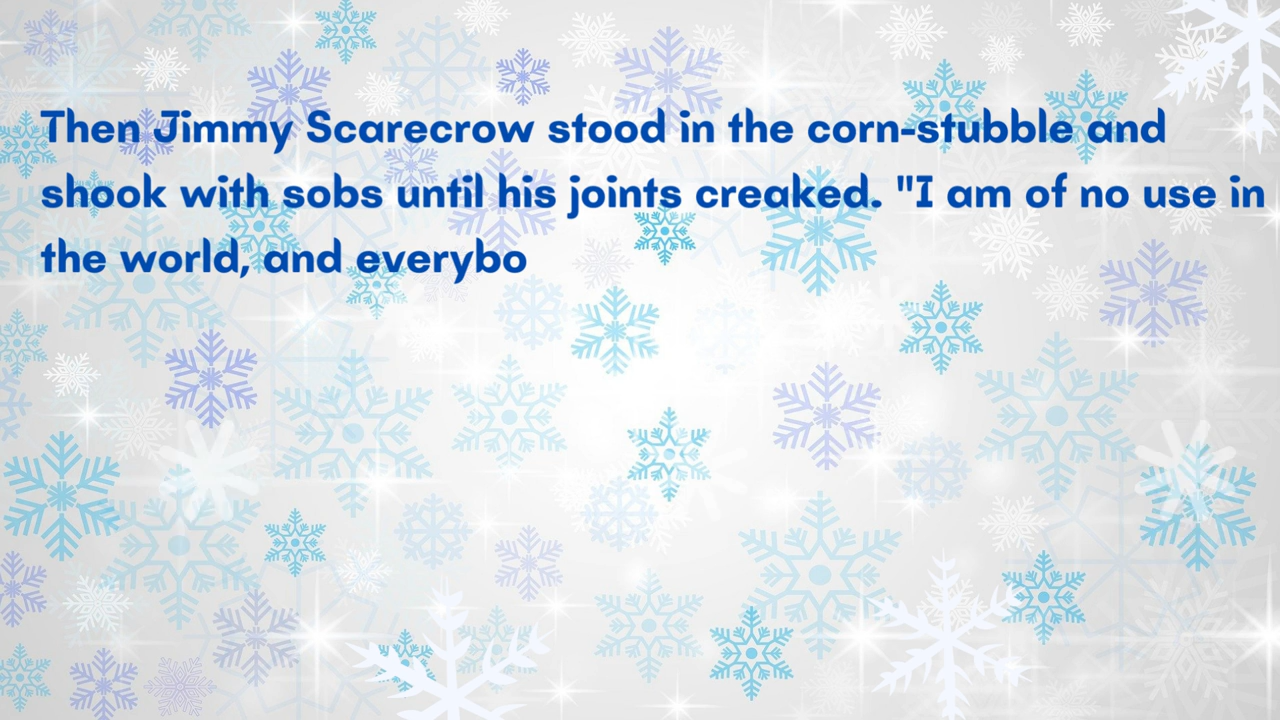 Then Jimmy Scarecrow stood in the corn-stubble and
shook with sobs until his joints creaked. "I am of no use in
the world, and everybo